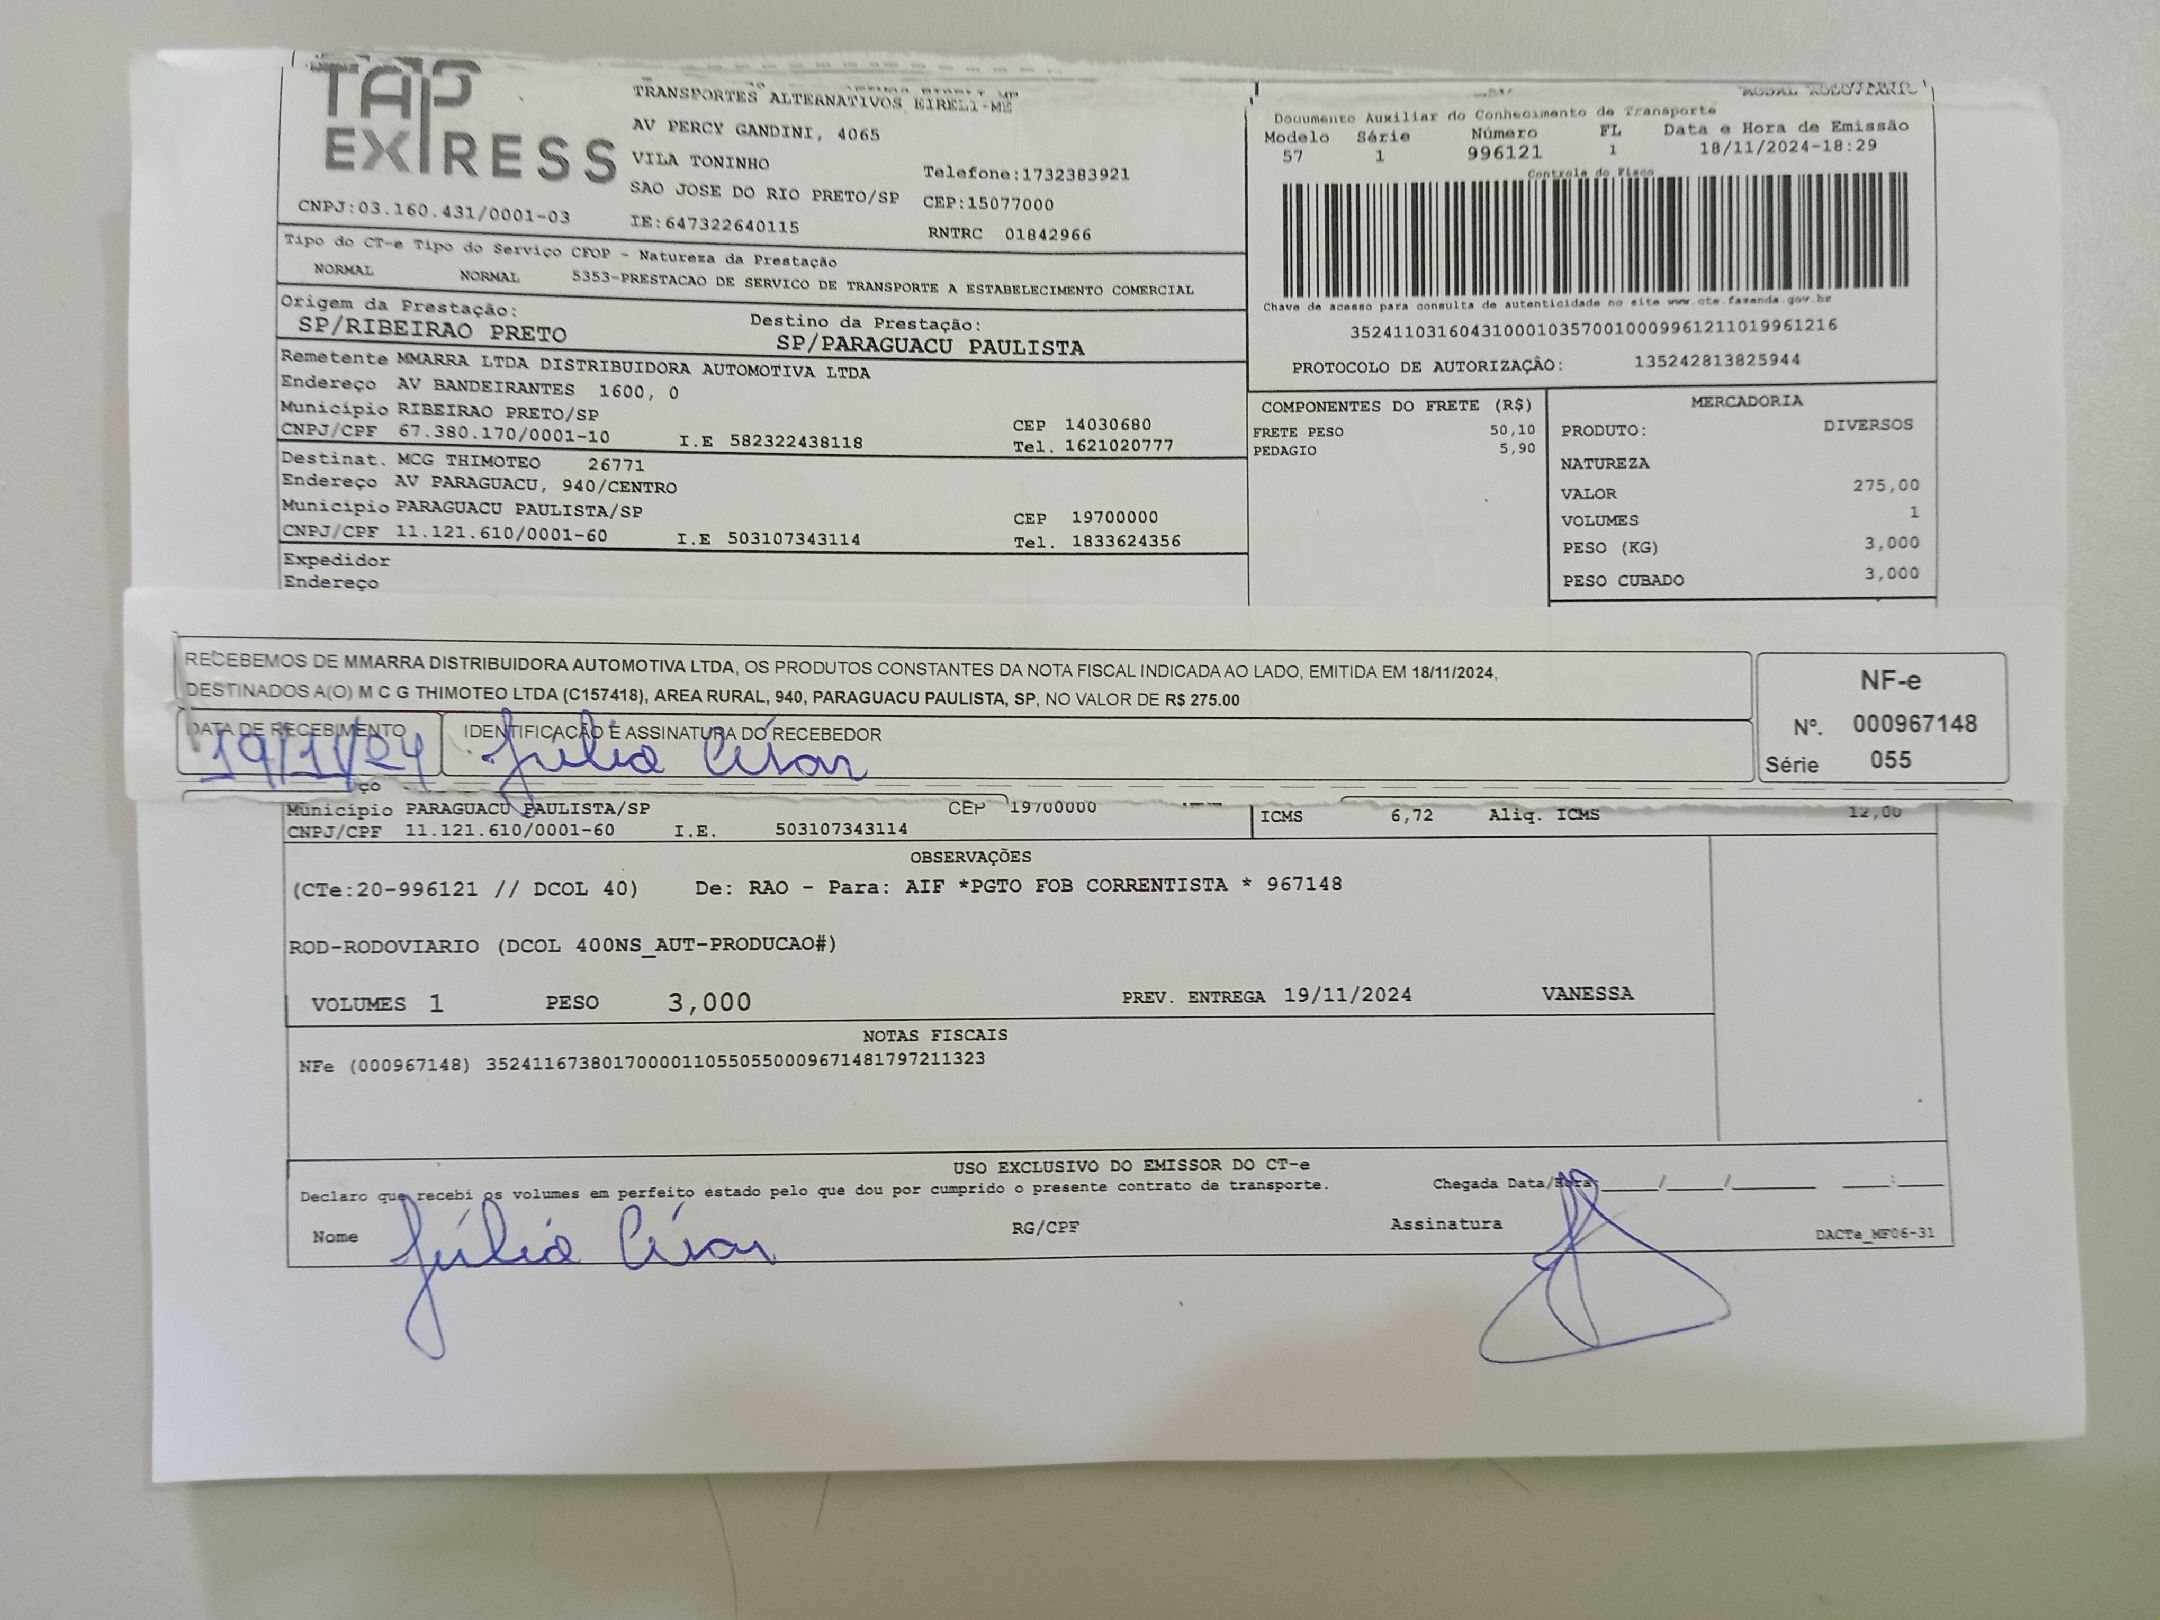 TAP
EXPRESS
TRANSPORTES ALTERNATIVOS EIRELI-ME
AV PERCY GANDINI, 4065
VILA TONINHO
Telefone:1732383921
SAO JOSE DO RIO PRETO/SP CEP:15077000
CNPJ:03.160.431/0001-03 IE:647322640115 RNTRC 01842966
MODAL RODOVIARIO
Documento Auxiliar do Conhecimento de Transporte
Modelo Série Número FL Data e Hora de Emissão
57 1 996121 1 18/11/2024-18:29
Controle do Fisco
Chave de acesso para consulta de autenticidade no site www.cte.fazenda.gov.br
35241103160431000103570010009961211019961216
PROTOCOLO DE AUTORIZAÇÃO: 135242813825944
Tipo do CT-e Tipo do Serviço CFOP - Natureza da Prestação
NORMAL NORMAL 5353-PRESTACAO DE SERVICO DE TRANSPORTE A ESTABELECIMENTO COMERCIAL
Origem da Prestação: Destino da Prestação:
SP/RIBEIRAO PRETO SP/PARAGUACU PAULISTA
Remetente MMARRA LTDA DISTRIBUIDORA AUTOMOTIVA LTDA
Endereço AV BANDEIRANTES 1600, 0
Município RIBEIRAO PRETO/SP CEP 14030680
CNPJ/CPF 67.380.170/0001-10 I.E 582322438118 Tel. 1621020777
Destinat. MCG THIMOTEO 26771
Endereço AV PARAGUACU, 940/CENTRO
Município PARAGUACU PAULISTA/SP CEP 19700000
CNPJ/CPF 11.121.610/0001-60 I.E 503107343114 Tel. 1833624356
Expedidor
Endereço
COMPONENTES DO FRETE (R$)
FRETE PESO 50,10
PEDAGIO 5,90
MERCADORIA
PRODUTO: DIVERSOS
NATUREZA
VALOR 275,00
VOLUMES 1
PESO (KG) 3,000
PESO CUBADO 3,000
RECEBEMOS DE MMARRA DISTRIBUIDORA AUTOMOTIVA LTDA, OS PRODUTOS CONSTANTES DA NOTA FISCAL INDICADA AO LADO, EMITIDA EM 18/11/2024,
DESTINADOS A(O) M C G THIMOTEO LTDA (C157418), AREA RURAL, 940, PARAGUACU PAULISTA, SP, NO VALOR DE R$ 275.00
DATA DE RECEBIMENTO IDENTIFICAÇÃO E ASSINATURA DO RECEBEDOR
19/11/24 Júlio César
NF-e
Nº. 000967148
Série 055
ço
Município PARAGUACU PAULISTA/SP CEP 19700000
CNPJ/CPF 11.121.610/0001-60 I.E. 503107343114
ICMS 6,72 Aliq. ICMS 12,00
OBSERVAÇÕES
(CTe:20-996121 // DCOL 40) De: RAO - Para: AIF *PGTO FOB CORRENTISTA * 967148
ROD-RODOVIARIO (DCOL 400NS_AUT-PRODUCAO#)
VOLUMES 1 PESO 3,000 PREV. ENTREGA 19/11/2024 VANESSA
NOTAS FISCAIS
NFe (000967148) 35241167380170000110550550009671481797211323
USO EXCLUSIVO DO EMISSOR DO CT-e
Declaro que recebi os volumes em perfeito estado pelo que dou por cumprido o presente contrato de transporte. Chegada Data/Hora: ____/____/______ ___:___
Nome Júlio César RG/CPF Assinatura DACTe_MF06-31